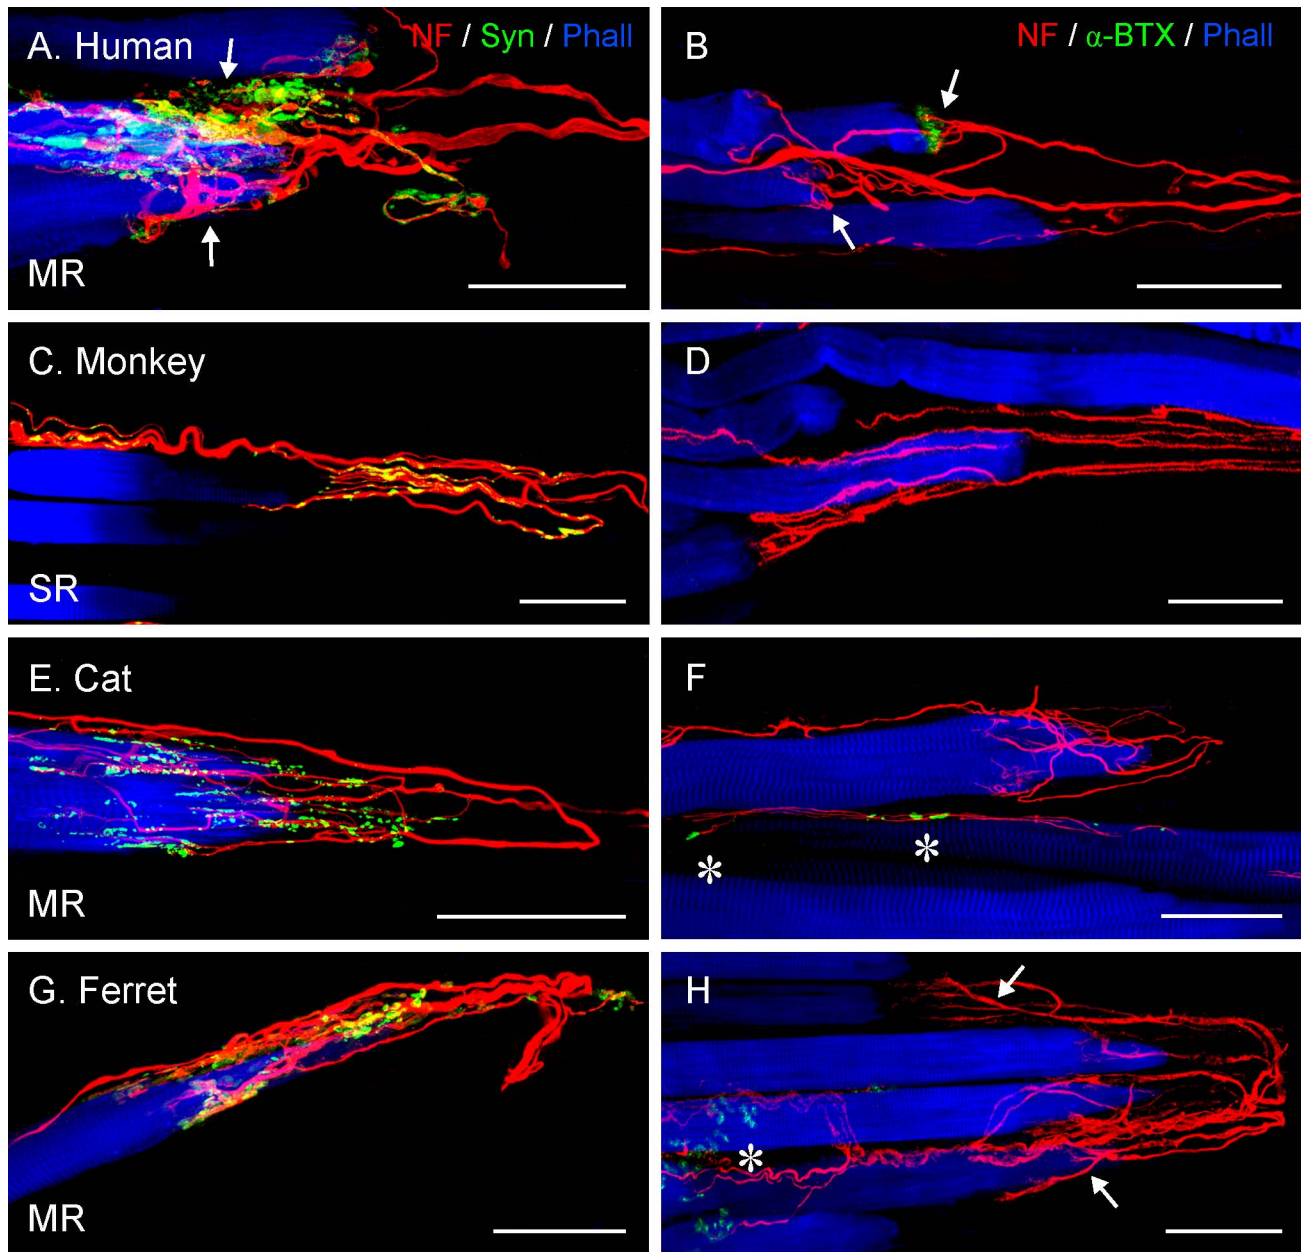 A. Human NF / Syn / Phall
MR
B NF / α-BTX / Phall
C. Monkey
SR
D
E. Cat
MR
F
*
*
G. Ferret
MR
H
*